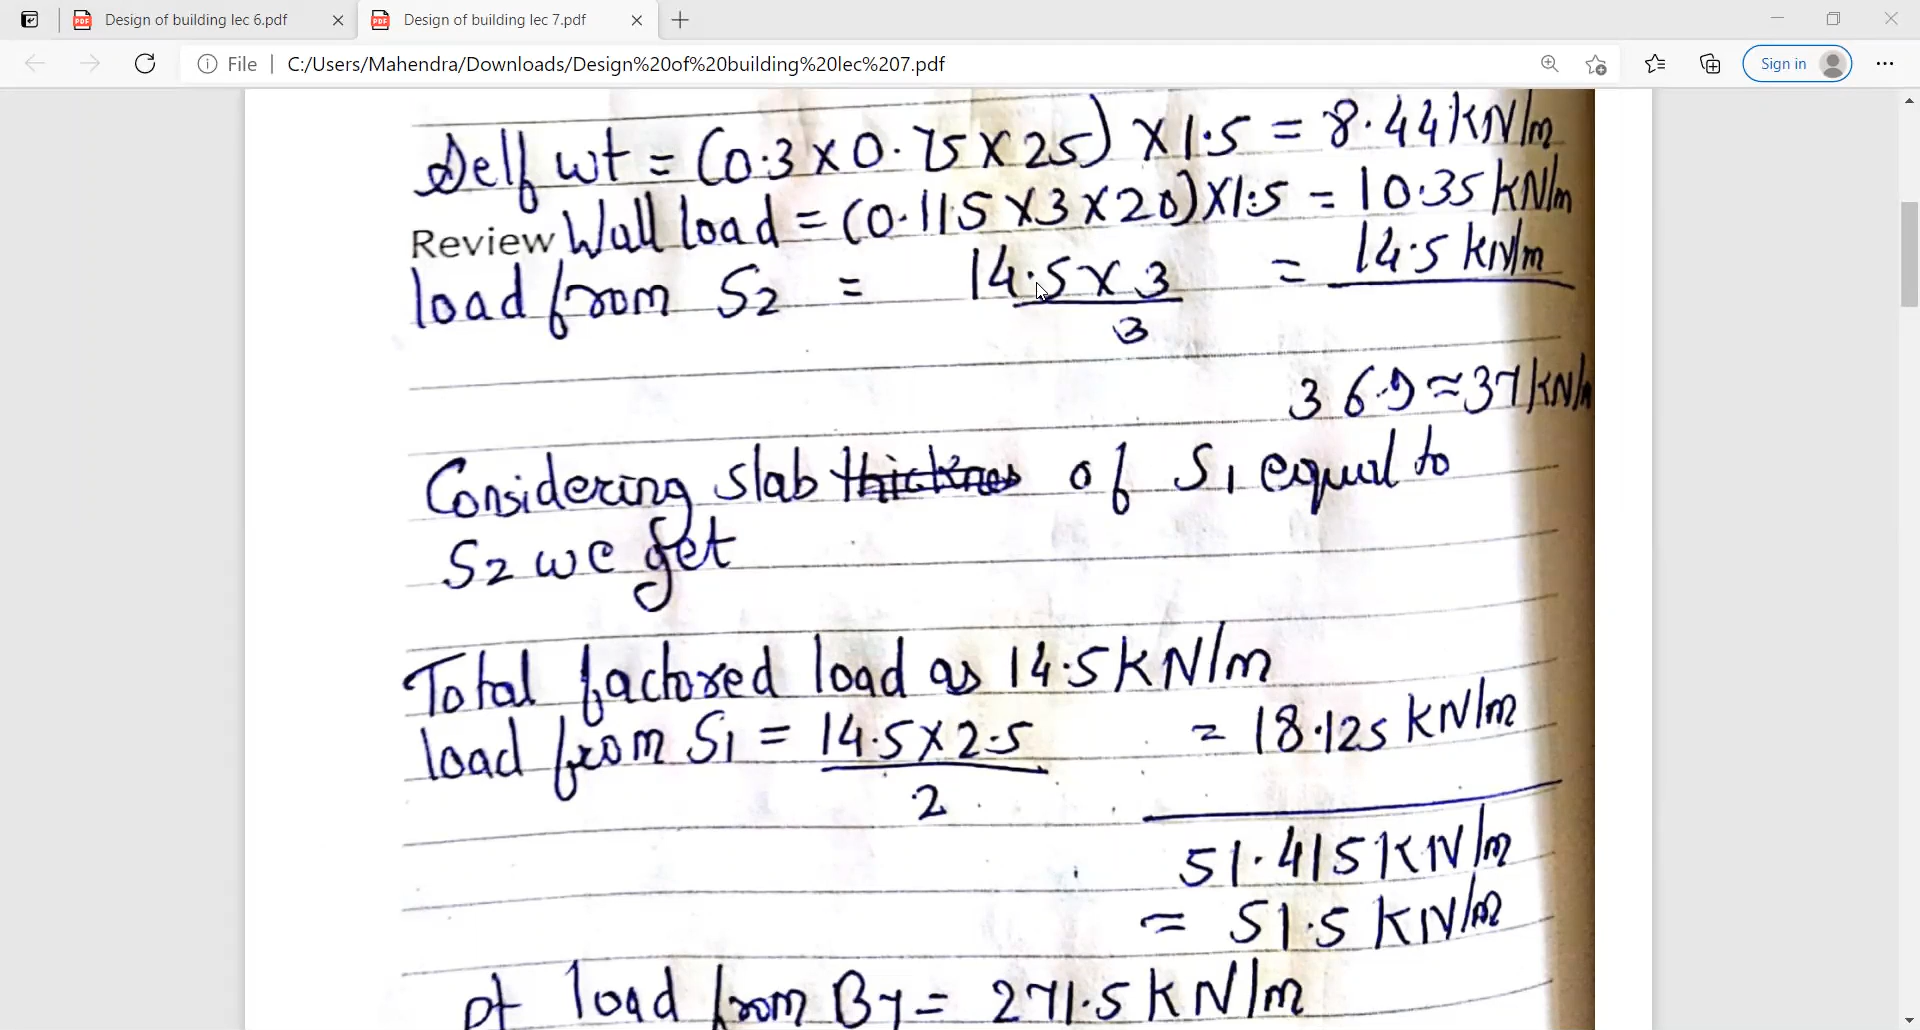 Design of building lec 6.pdf
Design of building lec 7.pdf
File | C:/Users/Mahendra/Downloads/Design%20of%20building%20lec%207.pdf
Sign in
Self wt = (0.3 x 0.75 x 25) x 1.5 = 8.44 kN/m
Review Wall load = (0.115 x 3 x 20) x 1.5 = 10.35 kN/m
load from S2 = 14.5 x 3 / 3 = 14.5 kN/m
36.9 ≈ 37 kN/m
Considering slab thickness of S1 equal to
S2 we get
Total factored load as 14.5 kN/m
load from S1 = 14.5 x 2.5 / 2 = 18.125 kN/m
51.415 KN/m
≈ 51.5 KN/m
pt load from B7 = 271.5 KN/m